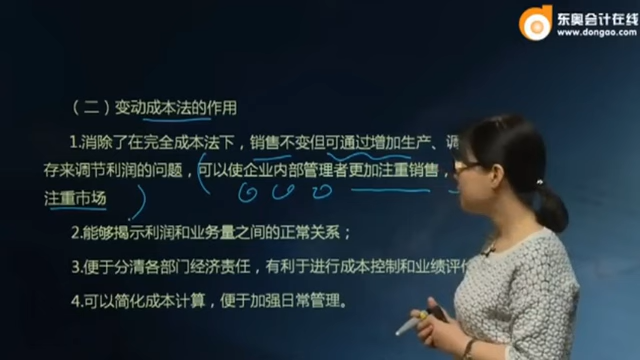 东奥会计在线
www.dongao.com
（二）变动成本法的作用
1.消除了在完全成本法下，销售不变但可通过增加生产、调
存来调节利润的问题，可以使企业内部管理者更加注重销售，
注重市场
2.能够揭示利润和业务量之间的正常关系；
3.便于分清各部门经济责任，有利于进行成本控制和业绩评
4.可以简化成本计算，便于加强日常管理。